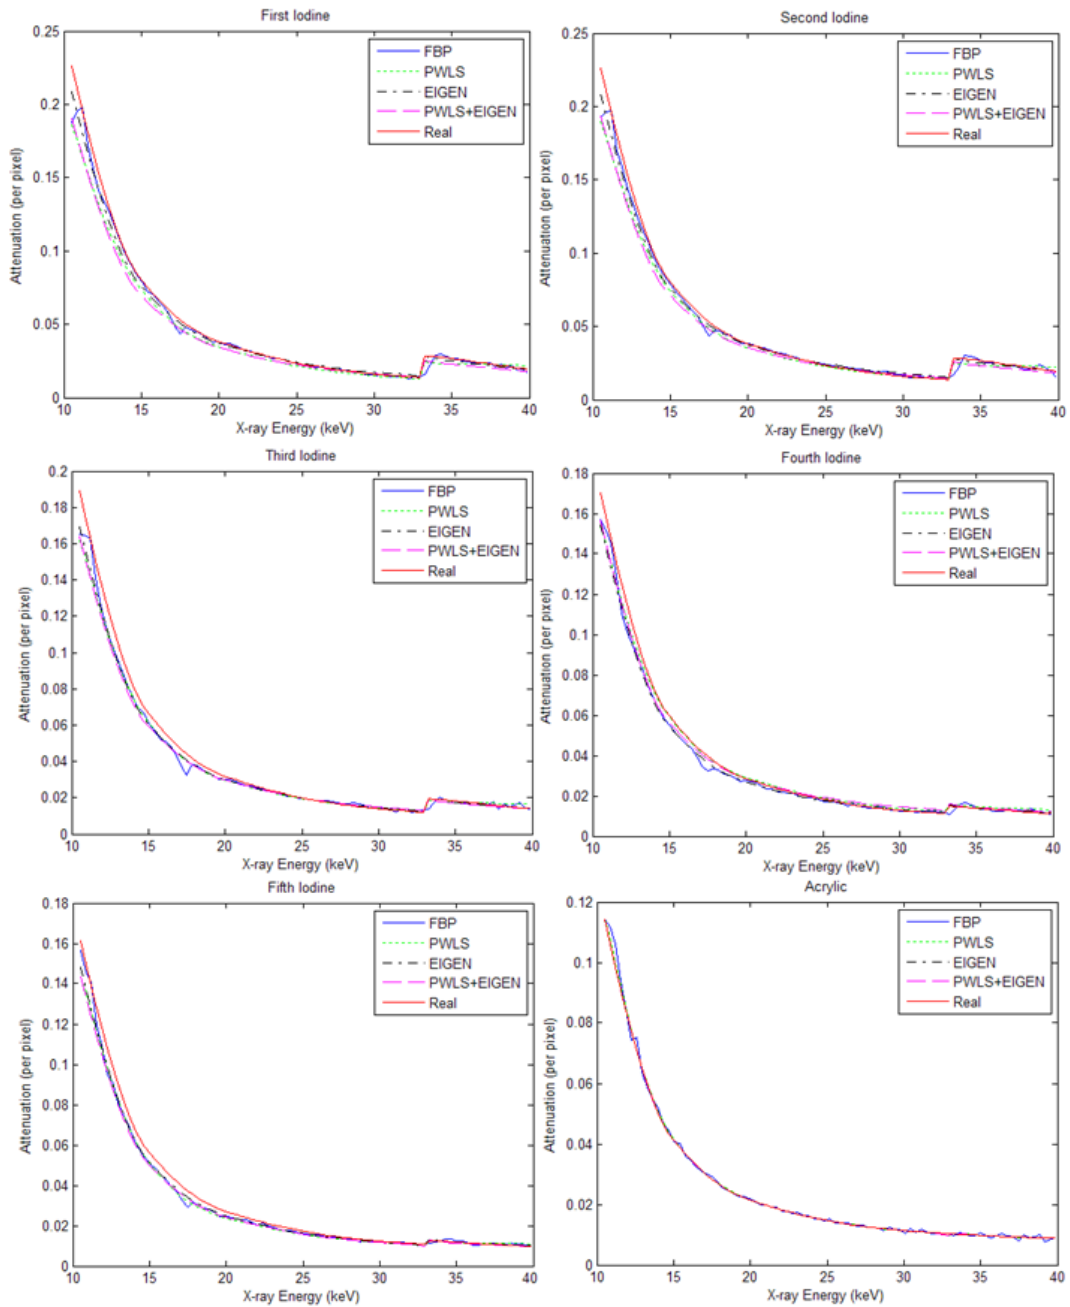 First Iodine
0.25
0.2
0.15
0.1
0.05
0
Attenuation (per pixel)
FBP
PWLS
EIGEN
PWLS+EIGEN
Real
10 15 20 25 30 35 40
X-ray Energy (keV)
Second Iodine
0.25
0.2
0.15
0.1
0.05
0
Attenuation (per pixel)
FBP
PWLS
EIGEN
PWLS+EIGEN
Real
10 15 20 25 30 35 40
X-ray Energy (keV)
Third Iodine
0.2
0.18
0.16
0.14
0.12
0.1
0.08
0.06
0.04
0.02
0
Attenuation (per pixel)
FBP
PWLS
EIGEN
PWLS+EIGEN
Real
10 15 20 25 30 35 40
X-ray Energy (keV)
Fourth Iodine
0.18
0.16
0.14
0.12
0.1
0.08
0.06
0.04
0.02
0
Attenuation (per pixel)
FBP
PWLS
EIGEN
PWLS+EIGEN
Real
10 15 20 25 30 35 40
X-ray Energy (keV)
Fifth Iodine
0.18
0.16
0.14
0.12
0.1
0.08
0.06
0.04
0.02
0
Attenuation (per pixel)
FBP
PWLS
EIGEN
PWLS+EIGEN
Real
10 15 20 25 30 35 40
X-ray Energy (keV)
Acrylic
0.12
0.1
0.08
0.06
0.04
0.02
0
Attenuation (per pixel)
FBP
PWLS
EIGEN
PWLS+EIGEN
Real
10 15 20 25 30 35 40
X-ray Energy (keV)